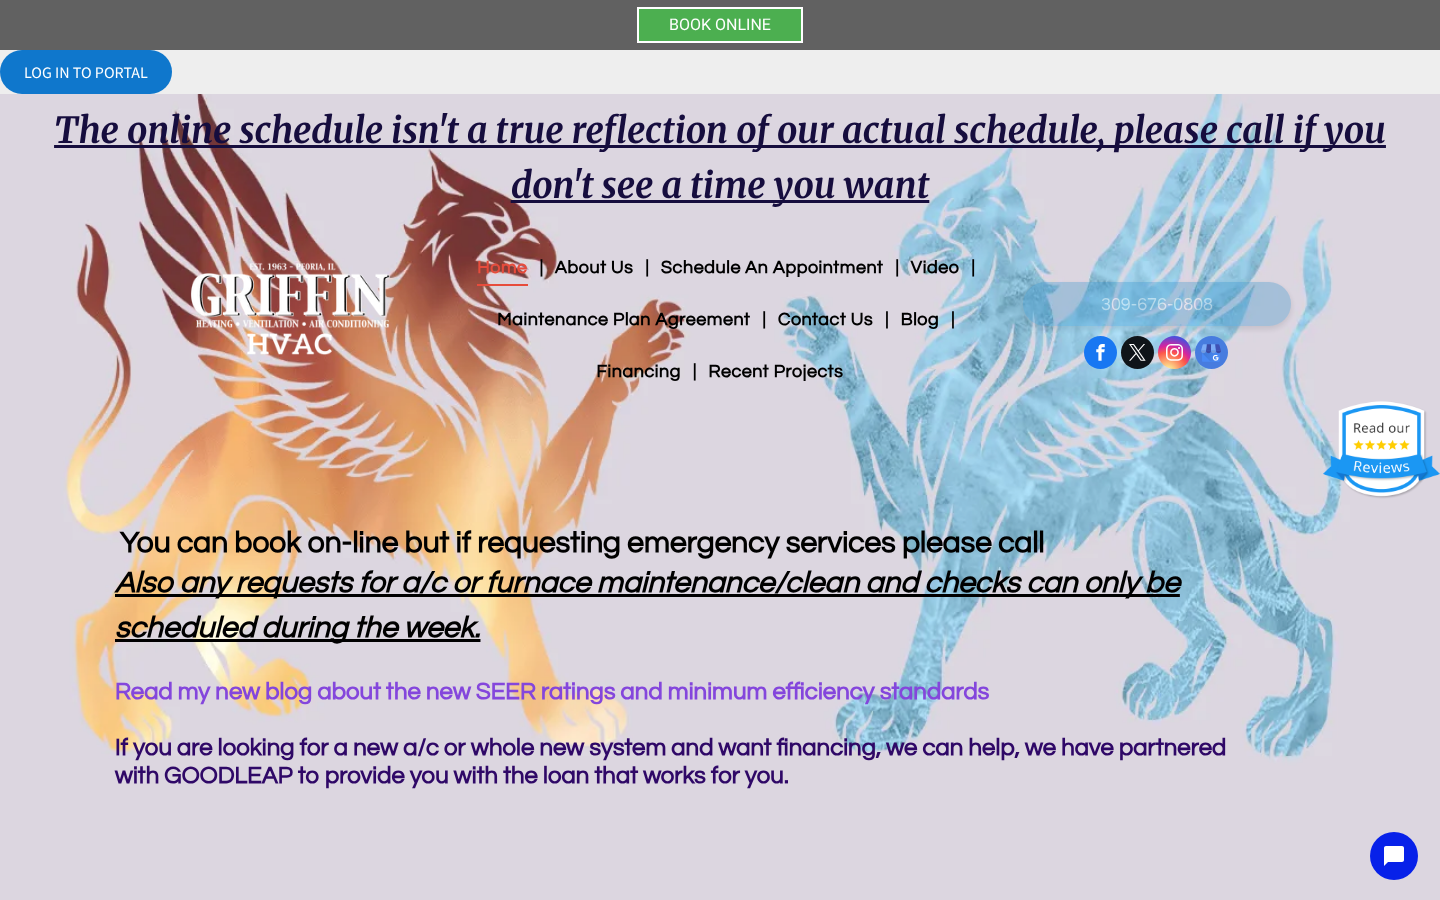 BOOK ONLINE
LOG IN TO PORTAL
The online schedule isn't a true reflection of our actual schedule, please call if you
don't see a time you want
EST. 1963 - PEORIA, IL
GRIFFIN
HEATING • VENTILATION • AIR CONDITIONING
HVAC
Home | About Us | Schedule An Appointment | Video |
Maintenance Plan Agreement | Contact Us | Blog |
Financing | Recent Projects
309-676-0808
Read our
Reviews
You can book on-line but if requesting emergency services please call
Also any requests for a/c or furnace maintenance/clean and checks can only be
scheduled during the week.
Read my new blog about the new SEER ratings and minimum efficiency standards
If you are looking for a new a/c or whole new system and want financing, we can help, we have partnered
with GOODLEAP to provide you with the loan that works for you.